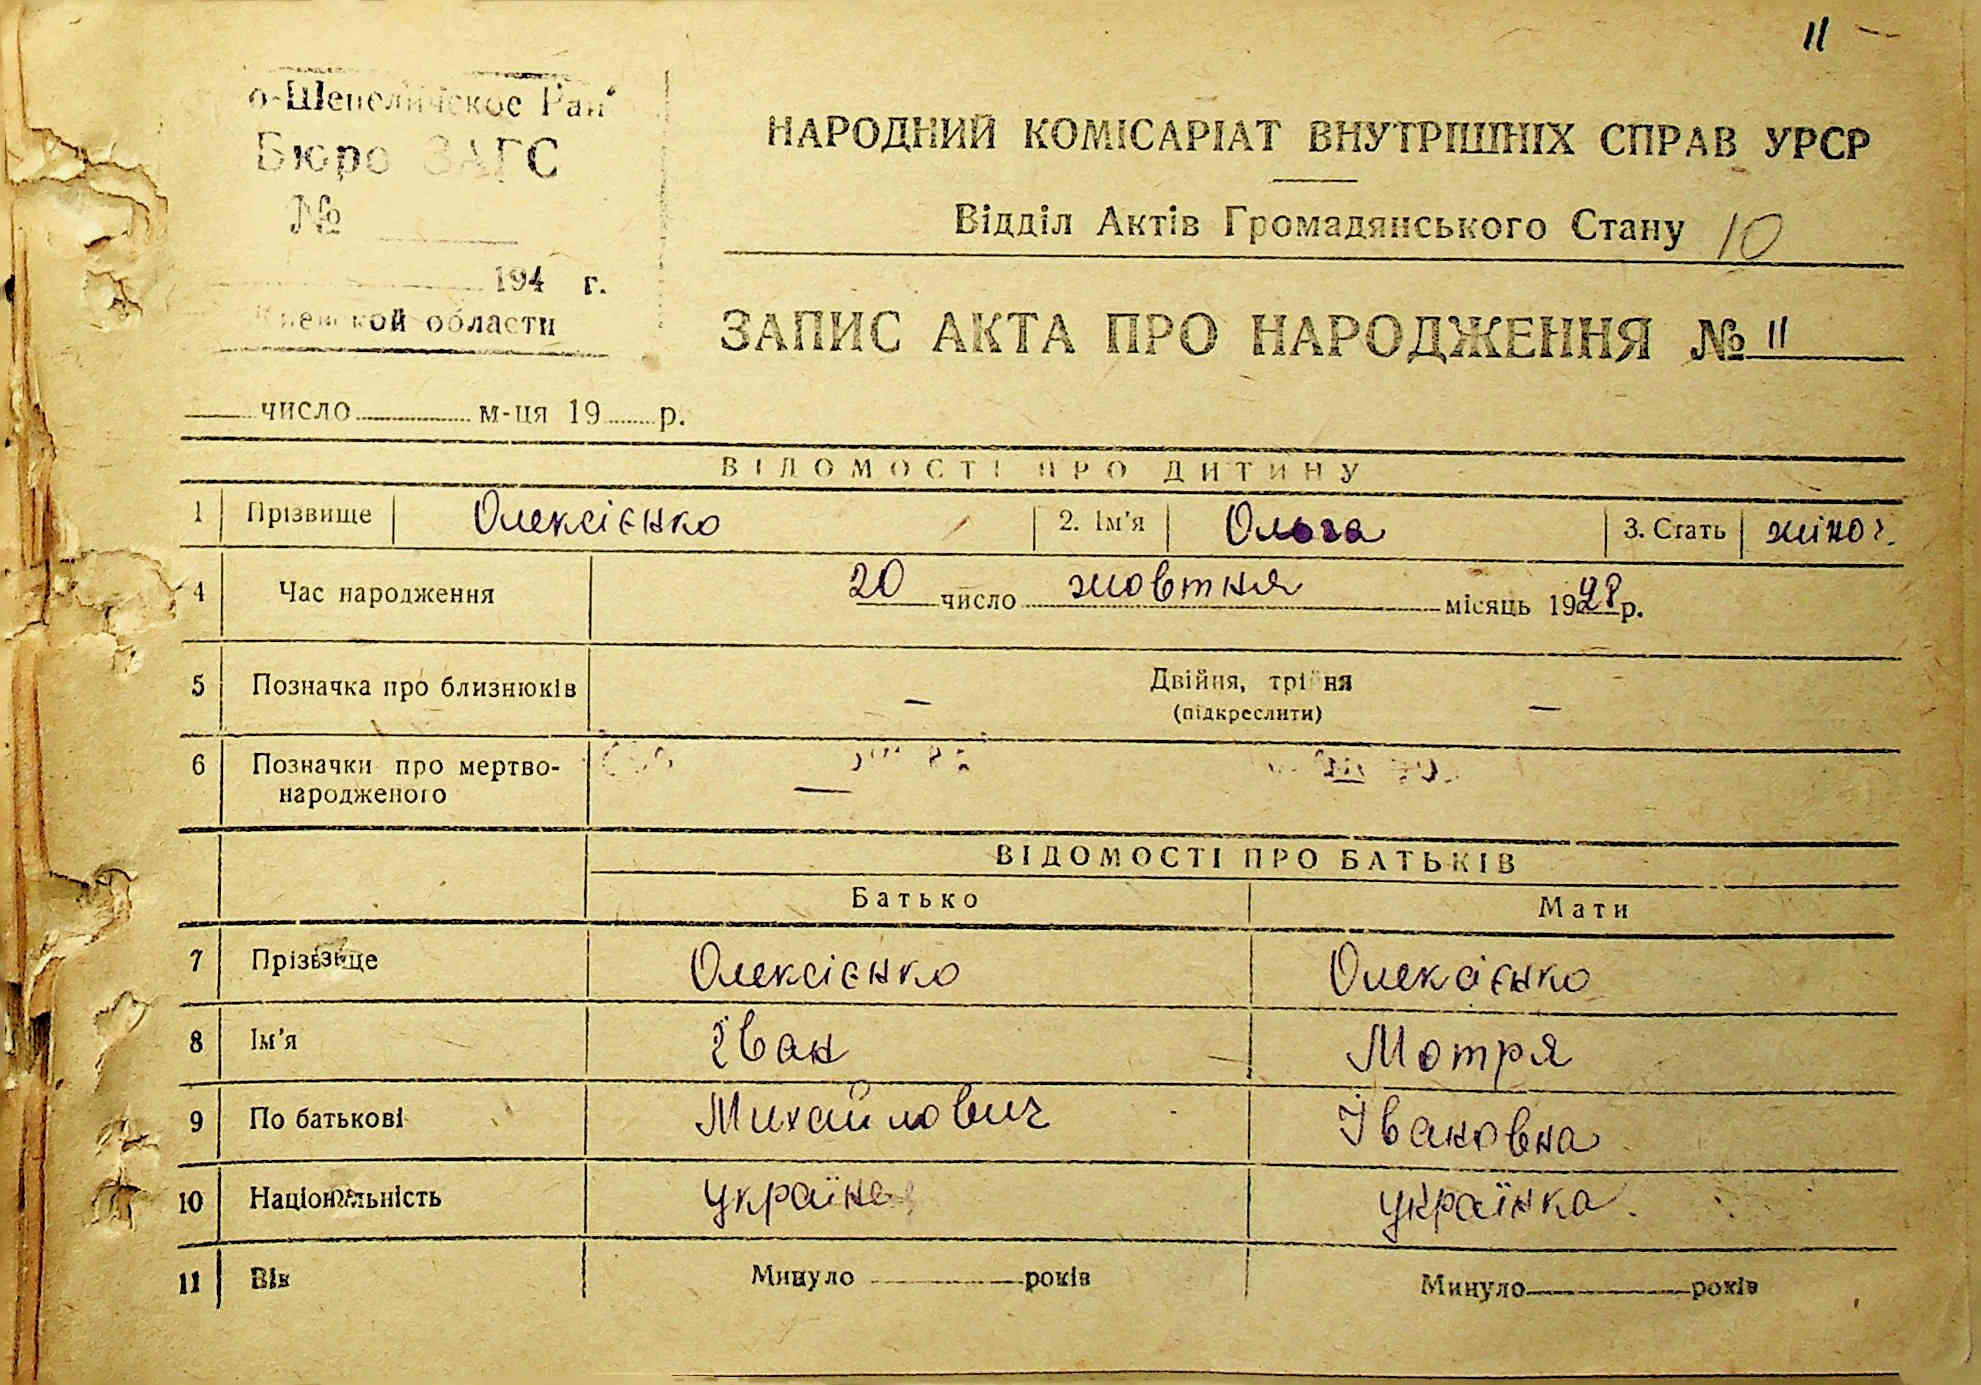 11
о-Шепеличское Рай
Бюро ЗАГС
№
194 г.
Киевской области
НАРОДНИЙ КОМІСАРІАТ ВНУТРІШНІХ СПРАВ УРСР
Відділ Актів Громадянського Стану 10
ЗАПИС АКТА ПРО НАРОДЖЕННЯ № 11
число м-ця 19 р.
ВІДОМОСТІ ПРО ДИТИНУ
1 Прізвище Олексієнко 2. Ім'я Ольга 3. Стать жіноч.
4 Час народження 20 число жовтня місяць 1928 р.
5 Позначка про близнюків — Двійня, трійня —
(підкреслити)
6 Позначки про мертво-
народженого —
ВІДОМОСТІ ПРО БАТЬКІВ
Батько Мати
7 Прізвище Олексієнко Олексієнко
8 Ім'я Іван Мотря
9 По батькові Михайлович Івановна
10 Національність українець українка.
11 Вік Минуло років Минуло років